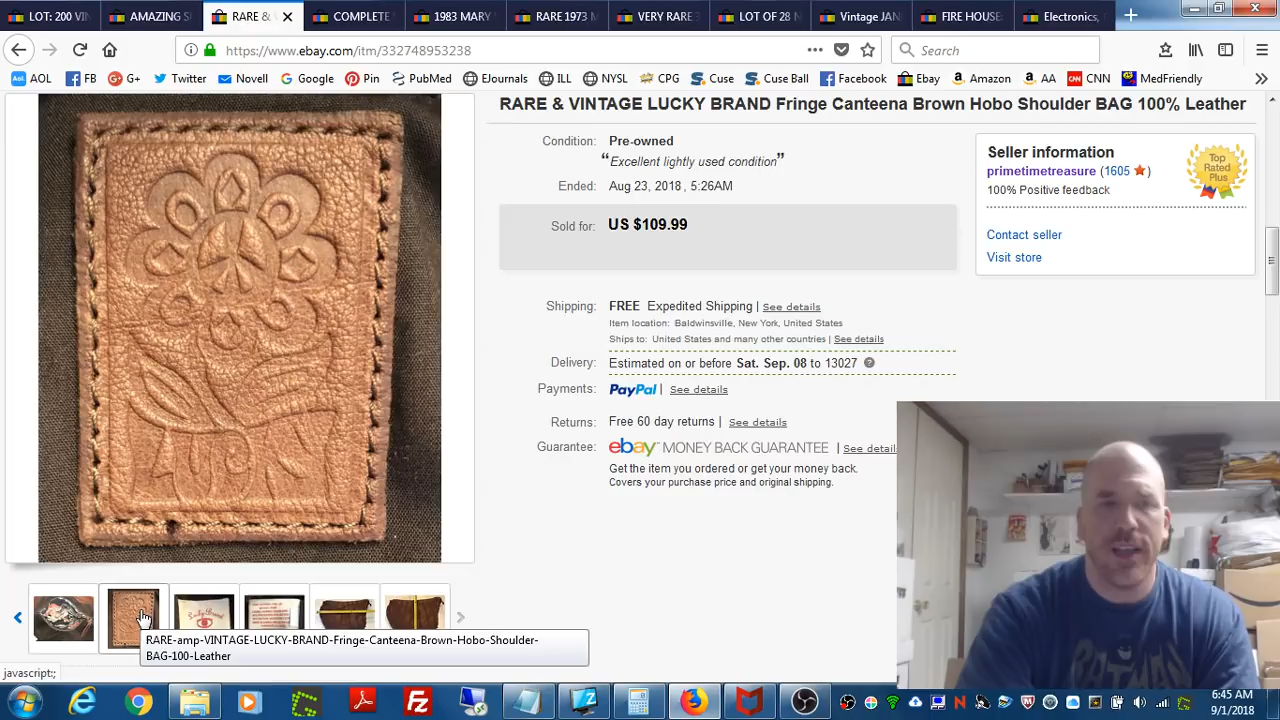 LOT: 200 VIN
AMAZING S
RARE &
COMPLETE
1983 MARY
RARE 1973 M
VERY RARE
LOT OF 28
Vintage JAN
FIRE HOUSE
Electronics,
https://www.ebay.com/itm/332748953238
Search
AOL FB G+ Twitter Novell Google Pin PubMed EJournals ILL NYSL CPG Cuse Cuse Ball Facebook Ebay Amazon AA CNN MedFriendly
RARE & VINTAGE LUCKY BRAND Fringe Canteena Brown Hobo Shoulder BAG 100% Leather
Condition: Pre-owned
“Excellent lightly used condition”
Ended: Aug 23, 2018 , 5:26AM
Sold for: US $109.99
Shipping: FREE Expedited Shipping | See details
Item location: Baldwinsville, New York, United States
Ships to: United States and many other countries | See details
Delivery: Estimated on or before Sat. Sep. 08 to 13027
Payments: PayPal | See details
Returns: Free 60 day returns | See details
Guarantee: ebay MONEY BACK GUARANTEE | See detail
Get the item you ordered or get your money back.
Covers your purchase price and original shipping.
Seller information
primetimetreasure (1605 )
100% Positive feedback
Top Rated Plus
Contact seller
Visit store
Lucky Brand
RARE-amp-VINTAGE-LUCKY-BRAND-Fringe-Canteena-Brown-Hobo-Shoulder-
BAG-100-Leather
javascript:;
6:45 AM
9/1/2018